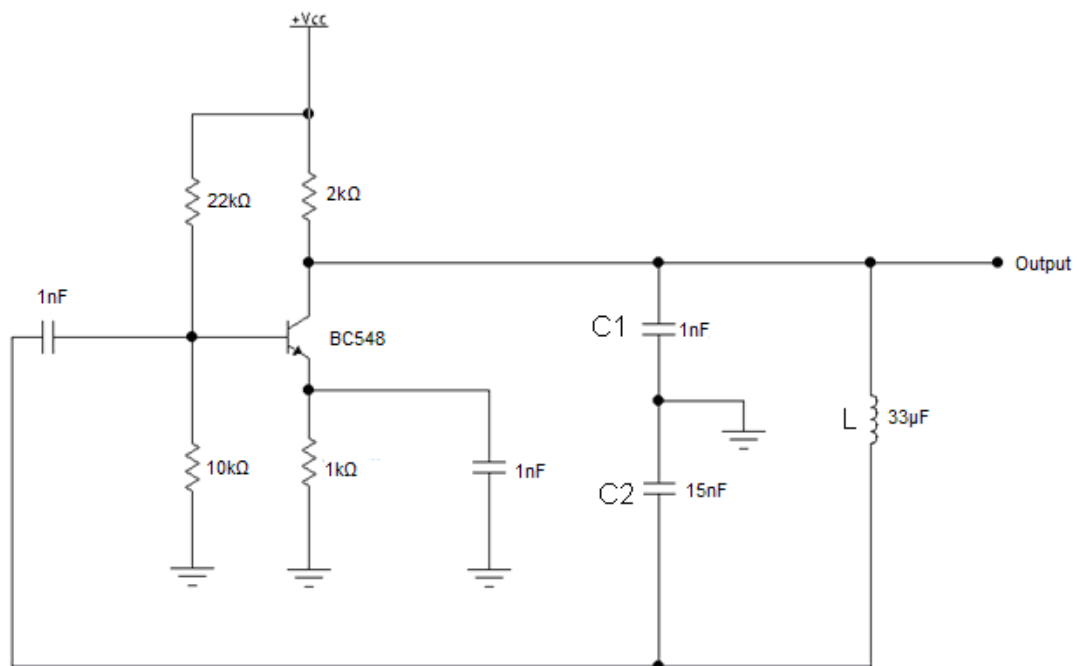 +Vcc
22kΩ
2kΩ
Output
1nF
BC548
C1
1nF
L
33µF
10kΩ
1kΩ
1nF
C2
15nF